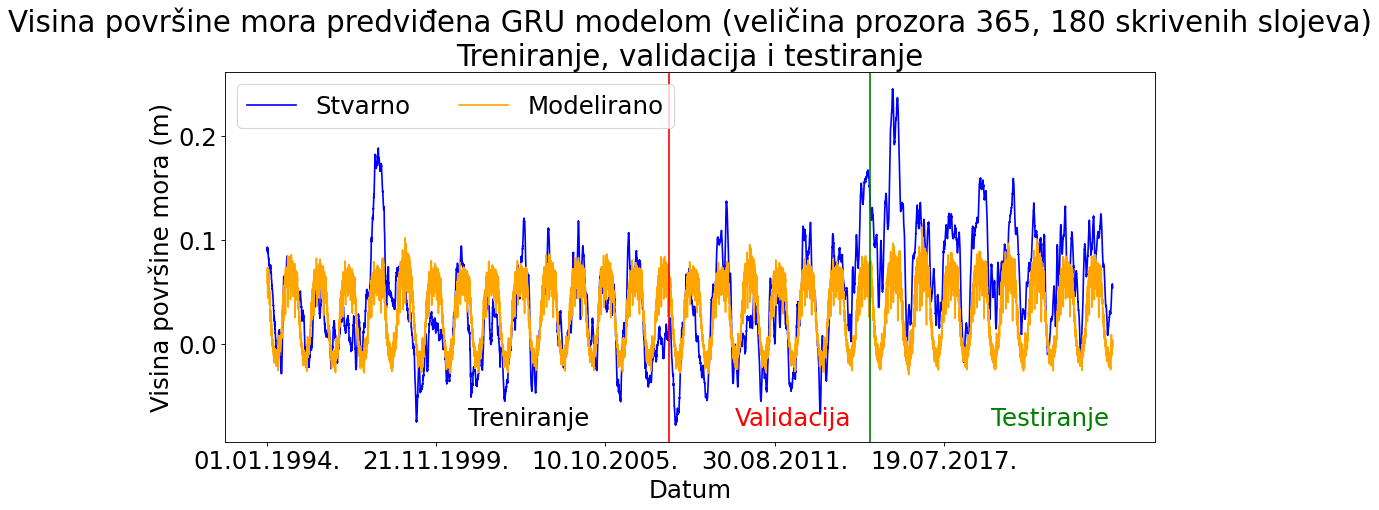 Visina površine mora predviđena GRU modelom (veličina prozora 365, 180 skrivenih slojeva)
Treniranje, validacija i testiranje
Stvarno
Modelirano
Visina površine mora (m)
0.2
0.1
0.0
Treniranje
Validacija
Testiranje
01.01.1994.
21.11.1999.
10.10.2005.
30.08.2011.
19.07.2017.
Datum